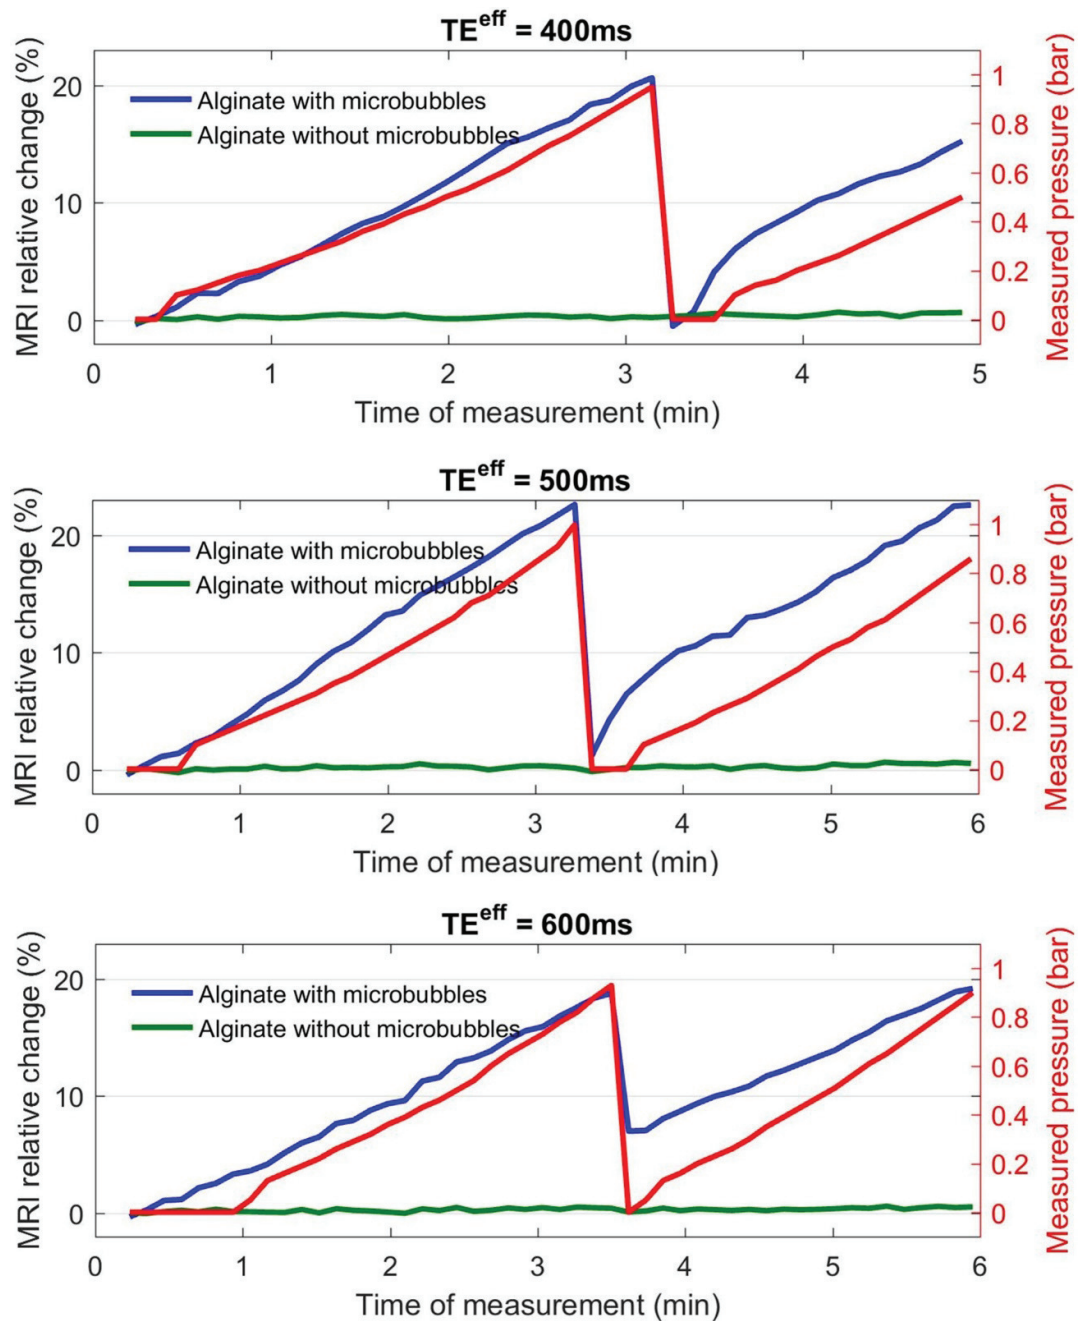 TE^eff = 400ms
MRI relative change (%)
20
10
0
Alginate with microbubbles
Alginate without microbubbles
1
0.8
0.6
0.4
0.2
0
Measured pressure (bar)
0 1 2 3 4 5
Time of measurement (min)
TE^eff = 500ms
MRI relative change (%)
20
10
0
Alginate with microbubbles
Alginate without microbubbles
1
0.8
0.6
0.4
0.2
0
Measured pressure (bar)
0 1 2 3 4 5 6
Time of measurement (min)
TE^eff = 600ms
MRI relative change (%)
20
10
0
Alginate with microbubbles
Alginate without microbubbles
1
0.8
0.6
0.4
0.2
0
Measured pressure (bar)
0 1 2 3 4 5 6
Time of measurement (min)